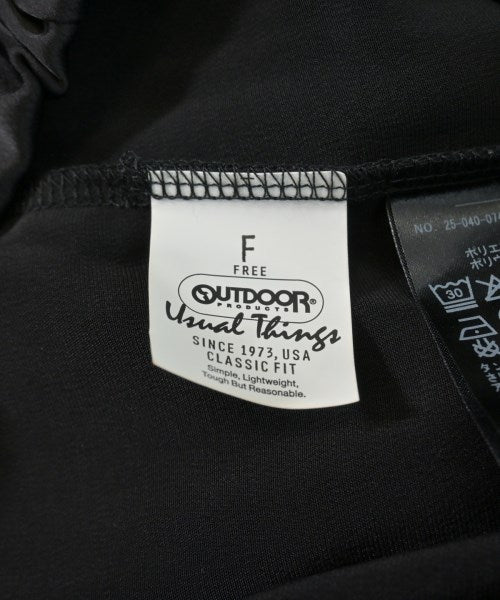 F
FREE
OUTDOOR®
PRODUCTS
Usual Things
SINCE 1973, USA
CLASSIC FIT
Simple, Lightweight,
Tough But Reasonable.
NO. 25-040-07
ポリエ
ポリエ
30